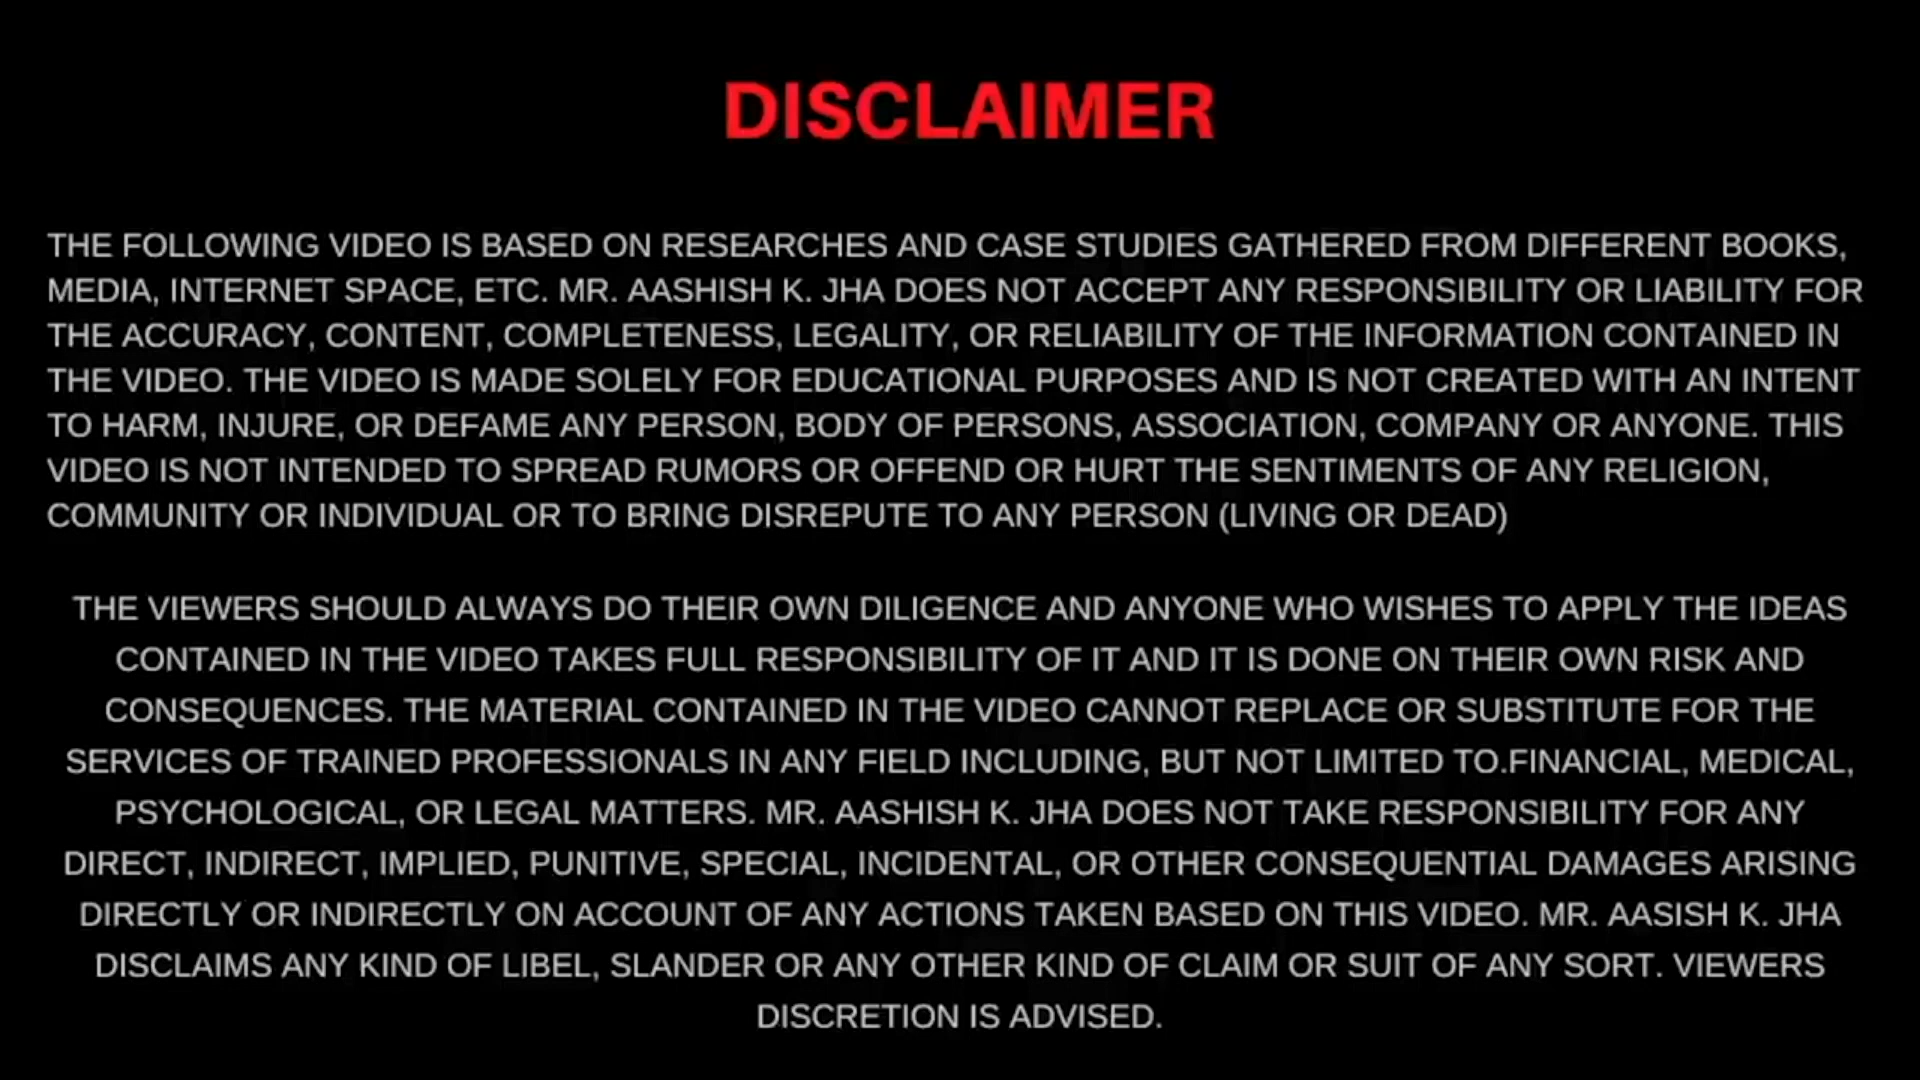 DISCLAIMER
THE FOLLOWING VIDEO IS BASED ON RESEARCHES AND CASE STUDIES GATHERED FROM DIFFERENT BOOKS,
MEDIA, INTERNET SPACE, ETC. MR. AASHISH K. JHA DOES NOT ACCEPT ANY RESPONSIBILITY OR LIABILITY FOR
THE ACCURACY, CONTENT, COMPLETENESS, LEGALITY, OR RELIABILITY OF THE INFORMATION CONTAINED IN
THE VIDEO. THE VIDEO IS MADE SOLELY FOR EDUCATIONAL PURPOSES AND IS NOT CREATED WITH AN INTENT
TO HARM, INJURE, OR DEFAME ANY PERSON, BODY OF PERSONS, ASSOCIATION, COMPANY OR ANYONE. THIS
VIDEO IS NOT INTENDED TO SPREAD RUMORS OR OFFEND OR HURT THE SENTIMENTS OF ANY RELIGION,
COMMUNITY OR INDIVIDUAL OR TO BRING DISREPUTE TO ANY PERSON (LIVING OR DEAD)
THE VIEWERS SHOULD ALWAYS DO THEIR OWN DILIGENCE AND ANYONE WHO WISHES TO APPLY THE IDEAS
CONTAINED IN THE VIDEO TAKES FULL RESPONSIBILITY OF IT AND IT IS DONE ON THEIR OWN RISK AND
CONSEQUENCES. THE MATERIAL CONTAINED IN THE VIDEO CANNOT REPLACE OR SUBSTITUTE FOR THE
SERVICES OF TRAINED PROFESSIONALS IN ANY FIELD INCLUDING, BUT NOT LIMITED TO.FINANCIAL, MEDICAL,
PSYCHOLOGICAL, OR LEGAL MATTERS. MR. AASHISH K. JHA DOES NOT TAKE RESPONSIBILITY FOR ANY
DIRECT, INDIRECT, IMPLIED, PUNITIVE, SPECIAL, INCIDENTAL, OR OTHER CONSEQUENTIAL DAMAGES ARISING
DIRECTLY OR INDIRECTLY ON ACCOUNT OF ANY ACTIONS TAKEN BASED ON THIS VIDEO. MR. AASISH K. JHA
DISCLAIMS ANY KIND OF LIBEL, SLANDER OR ANY OTHER KIND OF CLAIM OR SUIT OF ANY SORT. VIEWERS
DISCRETION IS ADVISED.